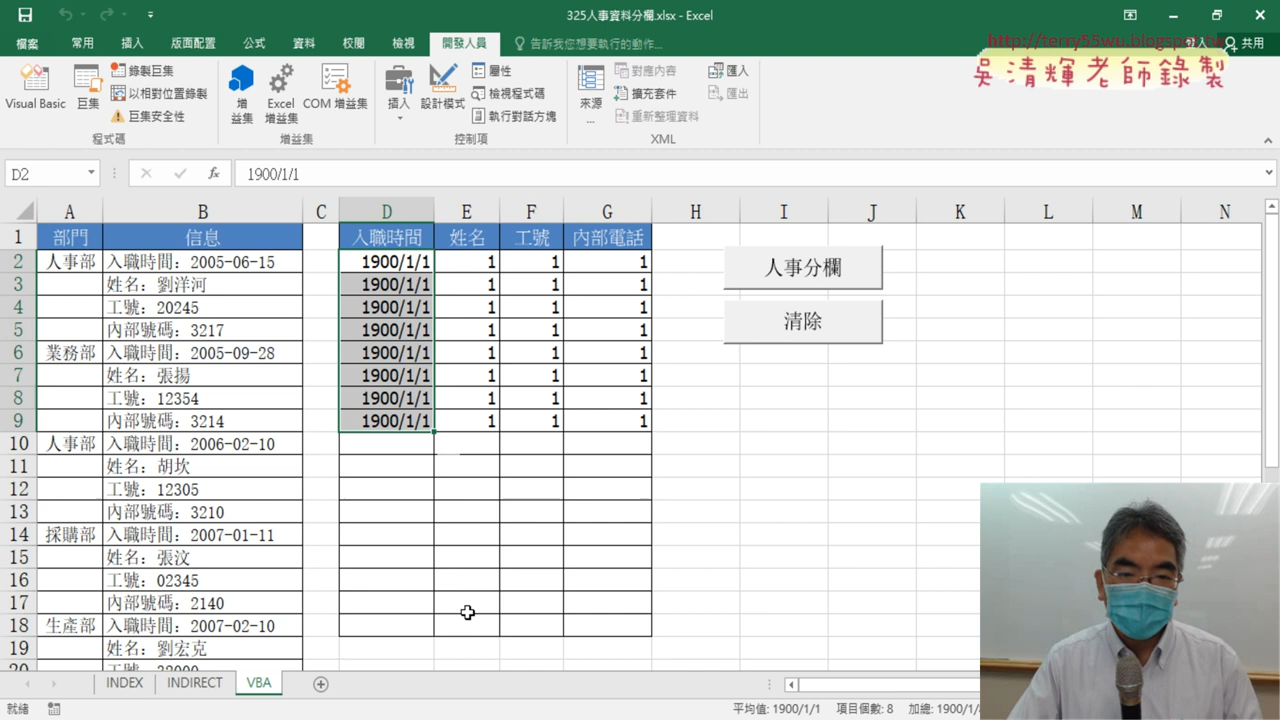 325人事資料分欄.xlsx - Excel
檔案 常用 插入 版面配置 公式 資料 校閱 檢視 開發人員 告訴我您想要執行的動作... 登入 共用
http://terry55wu.blogspot.tw
吳清輝老師錄製
Visual Basic 巨集 錄製巨集 以相對位置錄製 巨集安全性 增益集 Excel 增益集 COM 增益集 插入 設計模式 屬性 檢視程式碼 執行對話方塊 來源... 對應內容 擴充套件 重新整理資料 匯入 匯出
程式碼 增益集 控制項 XML
D2 fx 1900/1/1
A B C D E F G H I J K L M N
1 部門 信息 入職時間 姓名 工號 內部電話
2 人事部 入職時間: 2005-06-15 1900/1/1 1 1 1
3 姓名: 劉洋河 1900/1/1 1 1 1
4 工號: 20245 1900/1/1 1 1 1
5 內部號碼: 3217 1900/1/1 1 1 1
6 業務部 入職時間: 2005-09-28 1900/1/1 1 1 1
7 姓名: 張揚 1900/1/1 1 1 1
8 工號: 12354 1900/1/1 1 1 1
9 內部號碼: 3214 1900/1/1 1 1 1
10 人事部 入職時間: 2006-02-10
11 姓名: 胡坎
12 工號: 12305
13 內部號碼: 3210
14 採購部 入職時間: 2007-01-11
15 姓名: 張汶
16 工號: 02345
17 內部號碼: 2140
18 生產部 入職時間: 2007-02-10
19 姓名: 劉宏克
20
人事分欄
清除
INDEX INDIRECT VBA
就緒 平均值: 1900/1/1 項目個數: 8 加總: 1900/1/